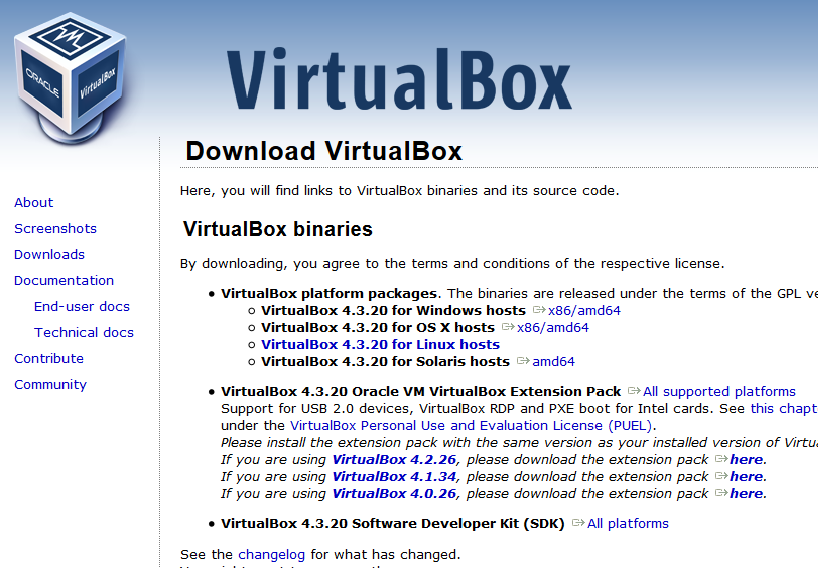 ORACLE
VirtualBox
VirtualBox
Download VirtualBox
Here, you will find links to VirtualBox binaries and its source code.
About
Screenshots
Downloads
Documentation
End-user docs
Technical docs
Contribute
Community
VirtualBox binaries
By downloading, you agree to the terms and conditions of the respective license.
• VirtualBox platform packages. The binaries are released under the terms of the GPL ve
VirtualBox 4.3.20 for Windows hosts x86/amd64
VirtualBox 4.3.20 for OS X hosts x86/amd64
VirtualBox 4.3.20 for Linux hosts
VirtualBox 4.3.20 for Solaris hosts amd64
• VirtualBox 4.3.20 Oracle VM VirtualBox Extension Pack All supported platforms
Support for USB 2.0 devices, VirtualBox RDP and PXE boot for Intel cards. See this chapt
under the VirtualBox Personal Use and Evaluation License (PUEL).
Please install the extension pack with the same version as your installed version of Virtu
If you are using VirtualBox 4.2.26, please download the extension pack here.
If you are using VirtualBox 4.1.34, please download the extension pack here.
If you are using VirtualBox 4.0.26, please download the extension pack here.
• VirtualBox 4.3.20 Software Developer Kit (SDK) All platforms
See the changelog for what has changed.